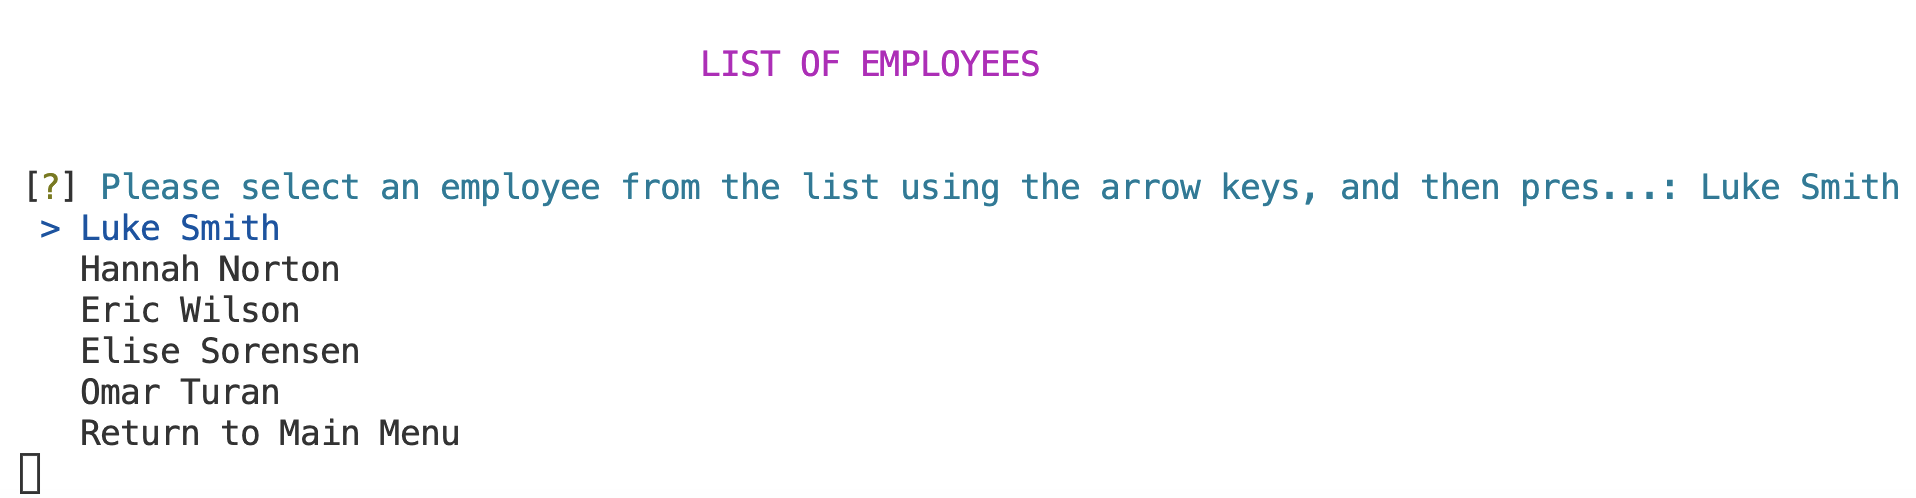 LIST OF EMPLOYEES
[?] Please select an employee from the list using the arrow keys, and then pres...: Luke Smith
> Luke Smith
Hannah Norton
Eric Wilson
Elise Sorensen
Omar Turan
Return to Main Menu